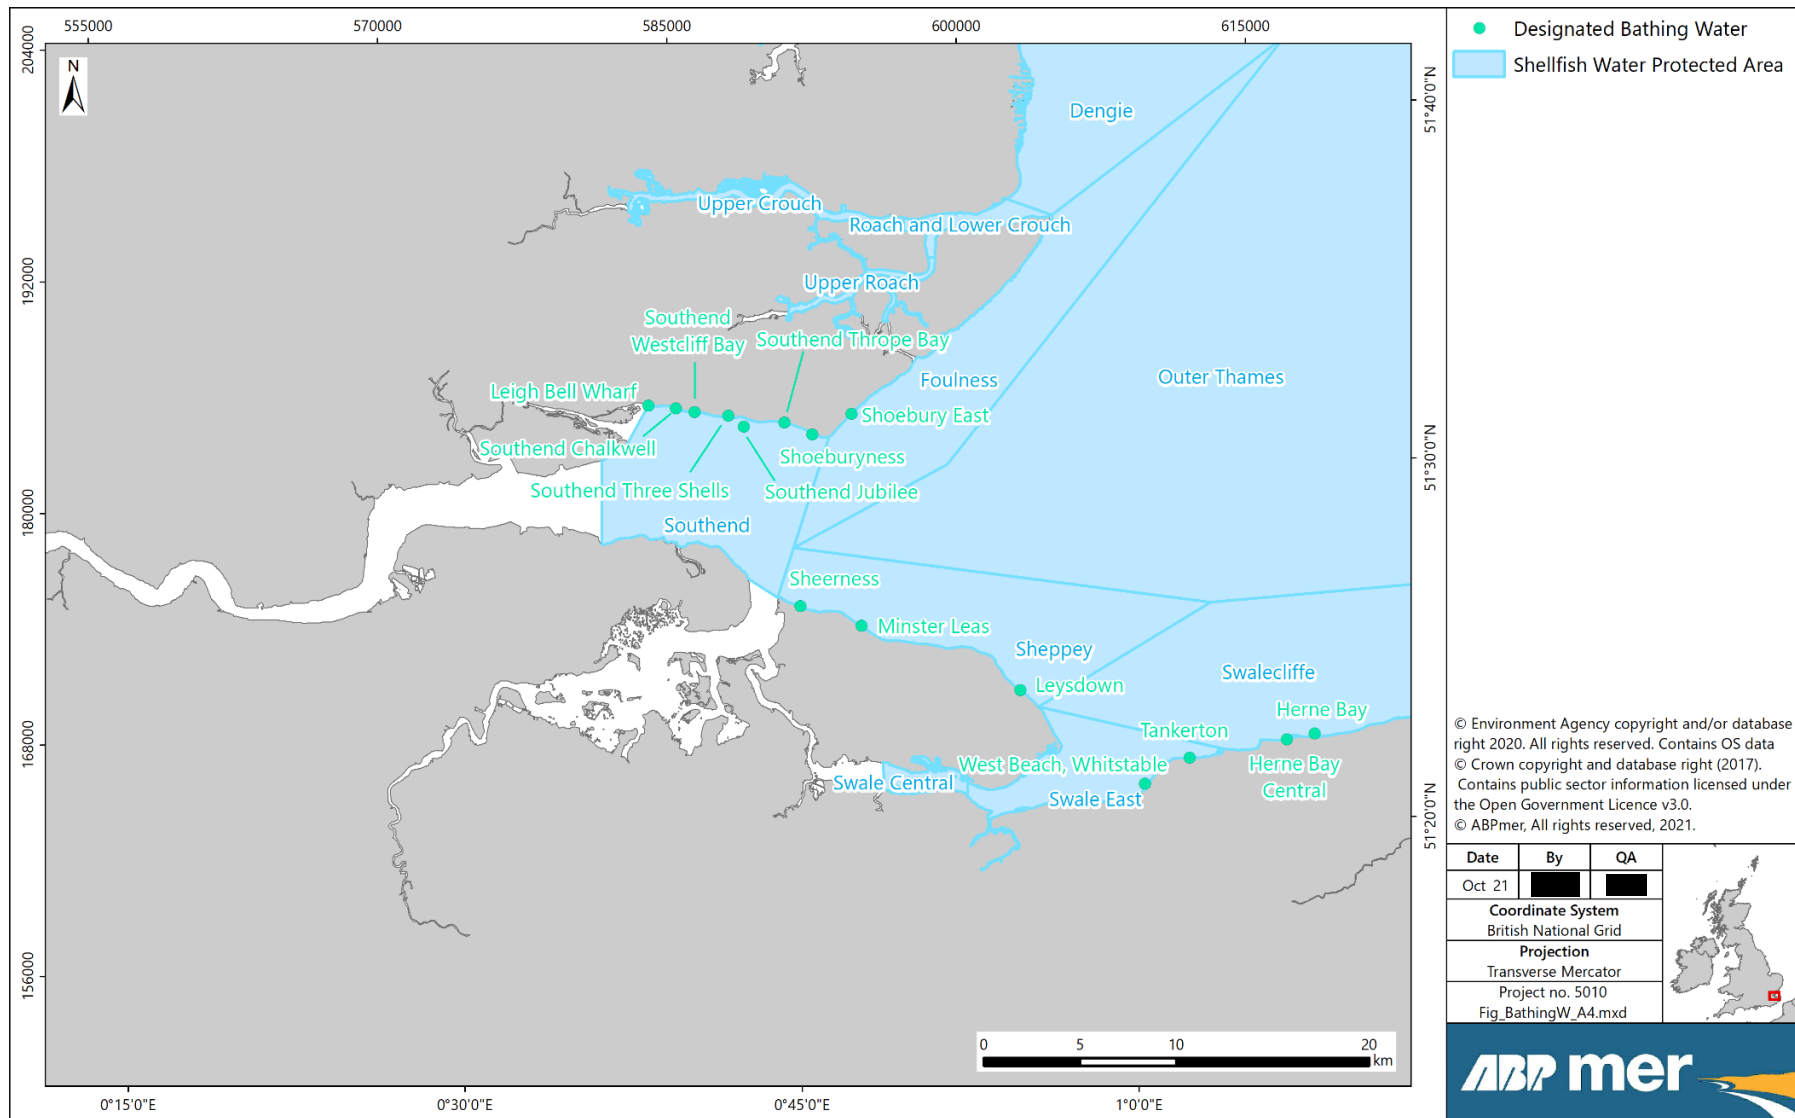 555000
570000
585000
600000
615000
Designated Bathing Water
Shellfish Water Protected Area
204000
192000
180000
168000
156000
N
51°40'0"N
51°30'0"N
51°20'0"N
Dengie
Upper Crouch
Roach and Lower Crouch
Upper Roach
Southend
Westcliff Bay
Southend Thrope Bay
Foulness
Outer Thames
Leigh Bell Wharf
Shoebury East
Southend Chalkwell
Shoeburyness
Southend Three Shells
Southend Jubilee
Southend
Sheerness
Minster Leas
Sheppey
Swalecliffe
Leysdown
Herne Bay
Tankerton
West Beach, Whitstable
Herne Bay
Central
Swale Central
Swale East
0
5
10
20
km
0°15'0"E
0°30'0"E
0°45'0"E
1°0'0"E
© Environment Agency copyright and/or database
right 2020. All rights reserved. Contains OS data
© Crown copyright and database right (2017).
Contains public sector information licensed under
the Open Government Licence v3.0.
© ABPmer, All rights reserved, 2021.
Date By QA
Oct 21
Coordinate System
British National Grid
Projection
Transverse Mercator
Project no. 5010
Fig_BathingW_A4.mxd
ABP mer